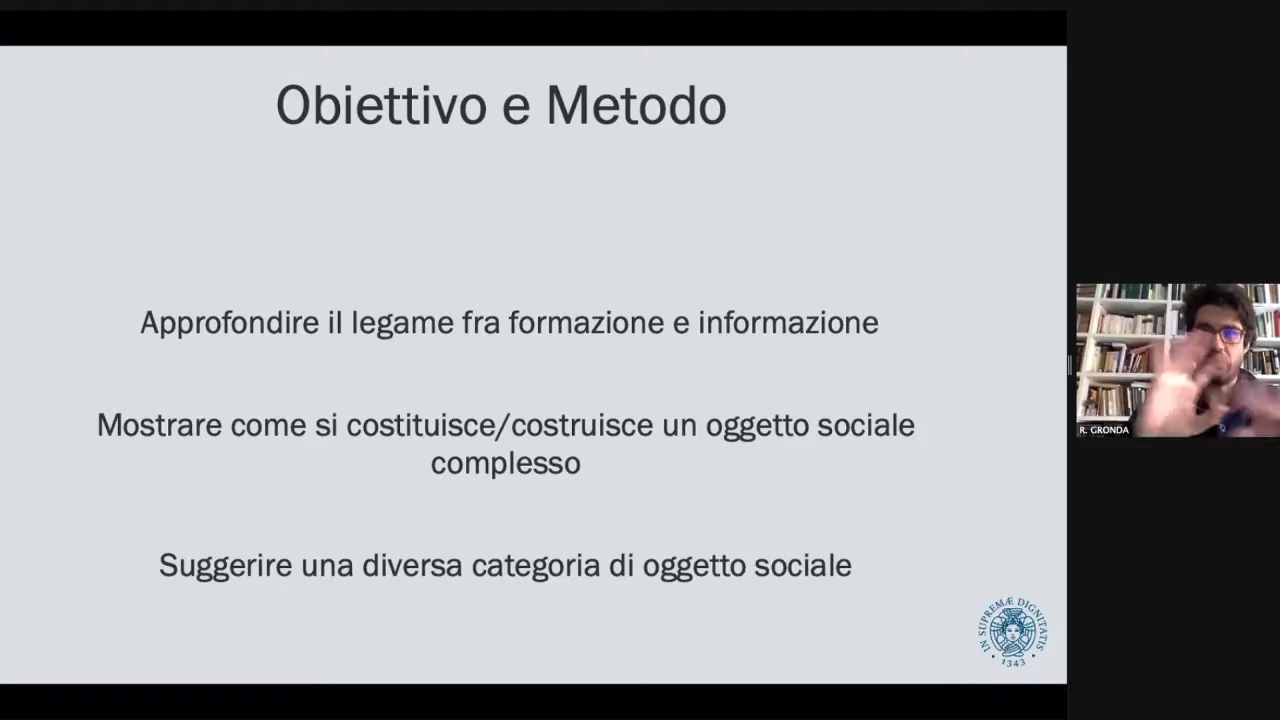 Obiettivo e Metodo
Approfondire il legame fra formazione e informazione
Mostrare come si costituisce/costruisce un oggetto sociale
complesso
Suggerire una diversa categoria di oggetto sociale
IN SUPREMÆ DIGNITATIS
• 1343 •
R. GRONDA